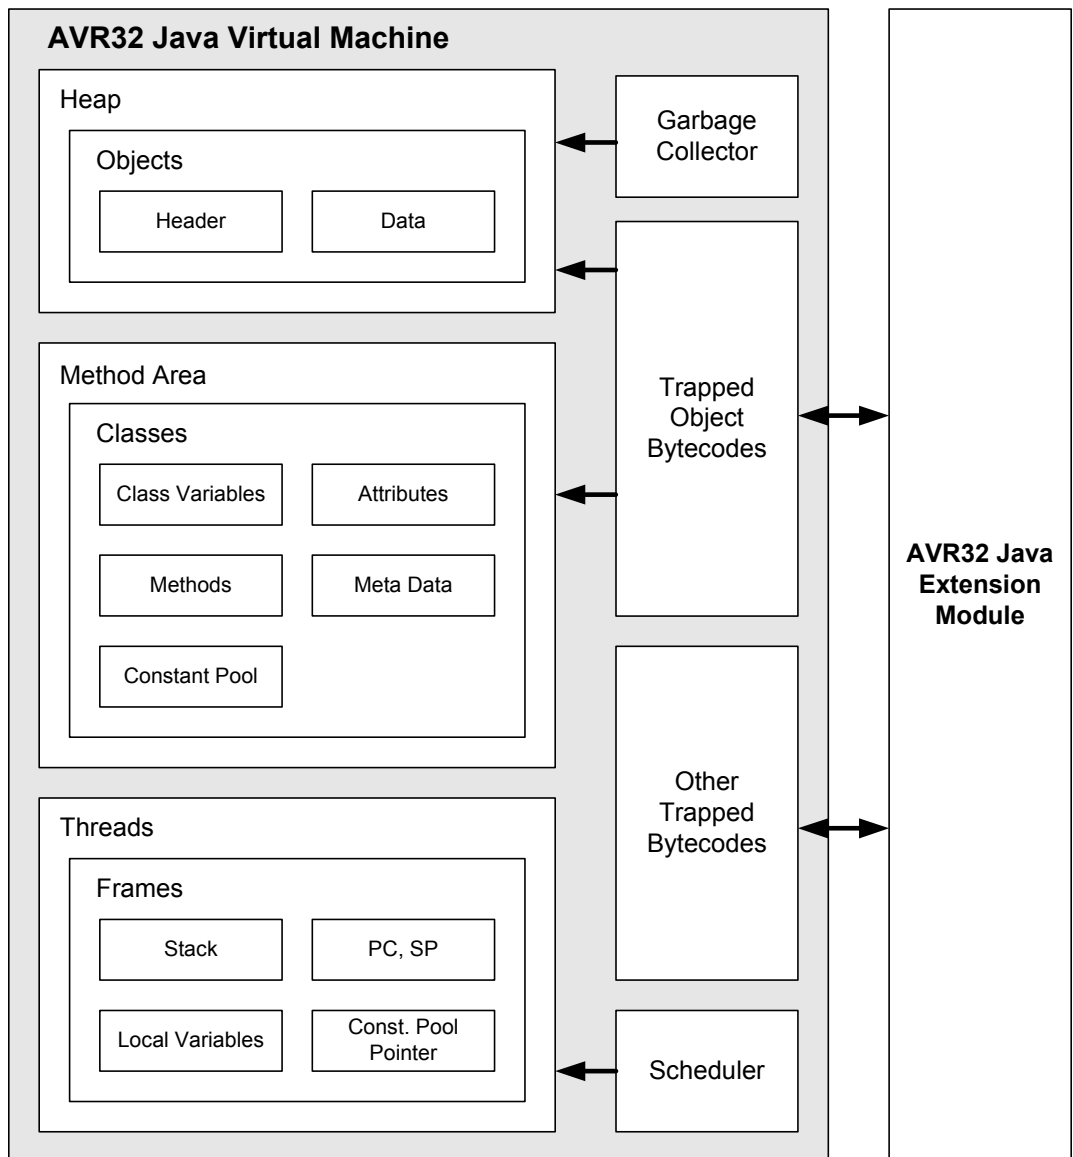 AVR32 Java Virtual Machine
Heap
Objects
Header
Data
Garbage
Collector
Method Area
Classes
Class Variables
Attributes
Methods
Meta Data
Constant Pool
Trapped
Object
Bytecodes
AVR32 Java
Extension
Module
Other
Trapped
Bytecodes
Threads
Frames
Stack
PC, SP
Local Variables
Const. Pool
Pointer
Scheduler